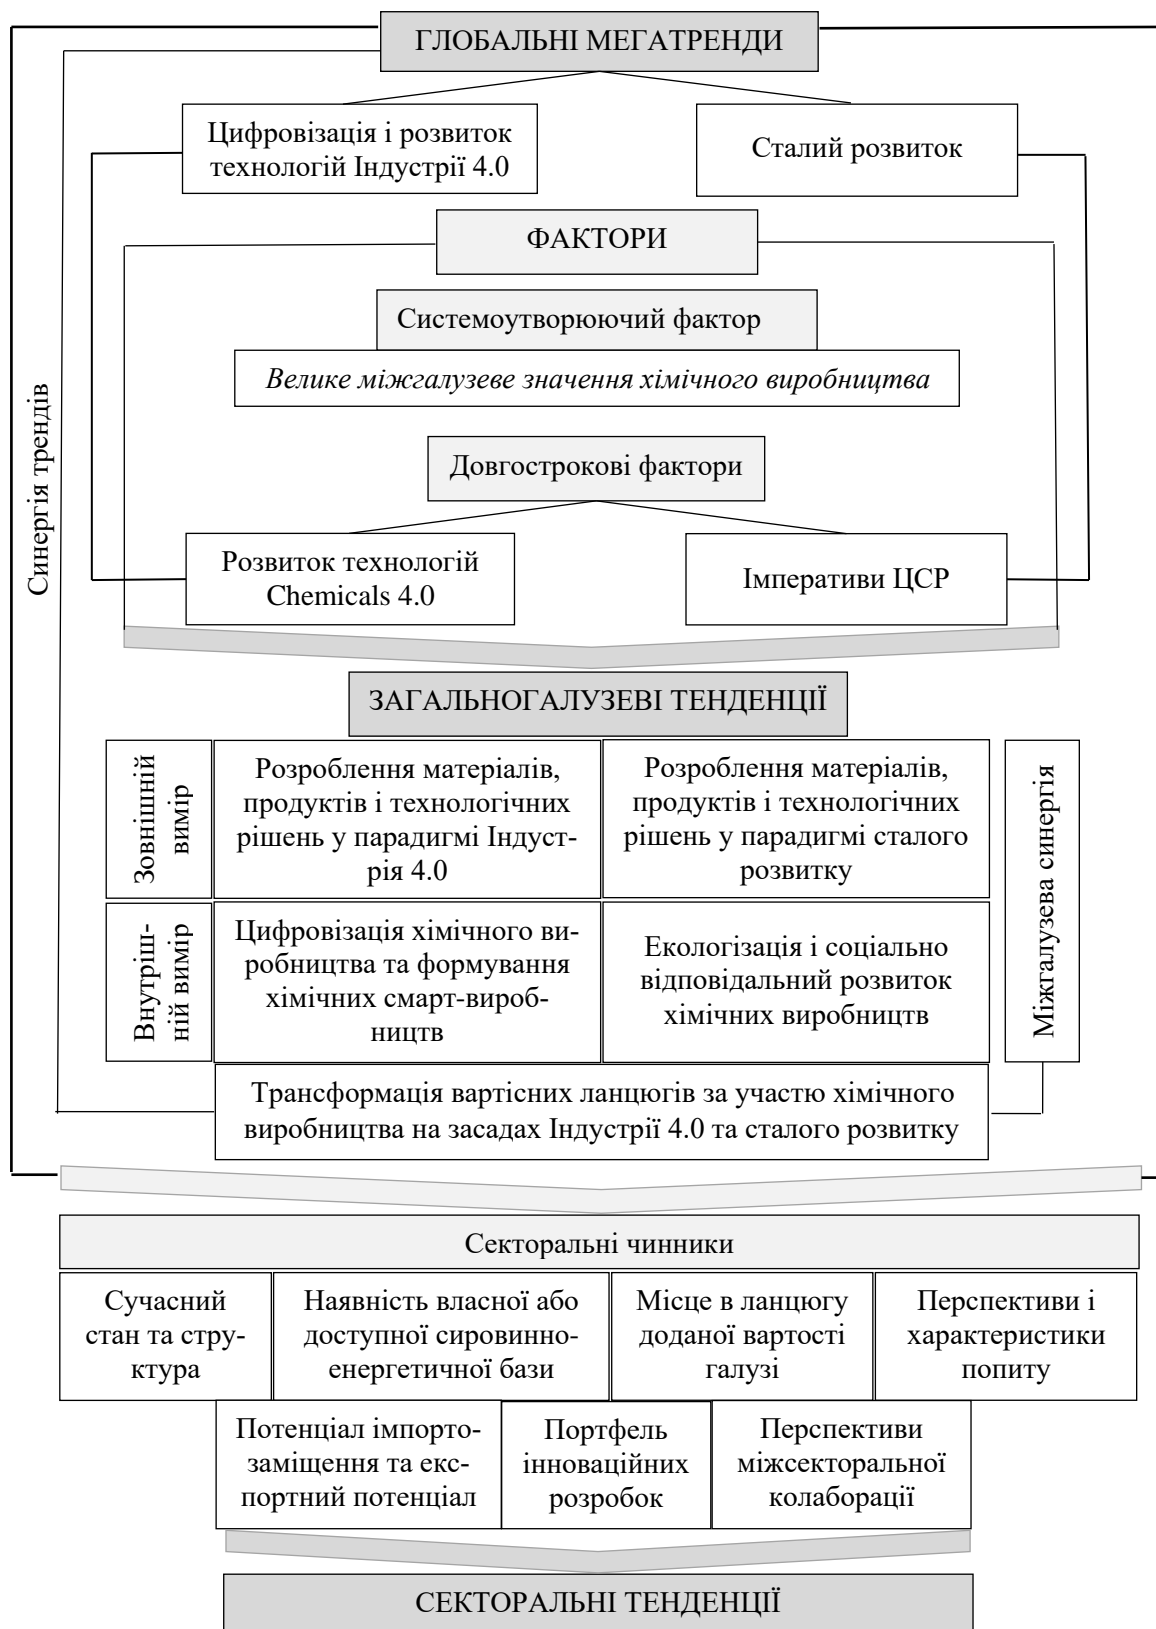 ГЛОБАЛЬНІ МЕГАТРЕНДИ
Цифровізація і розвиток
технологій Індустрії 4.0
Сталий розвиток
ФАКТОРИ
Системоутворюючий фактор
Велике міжгалузеве значення хімічного виробництва
Довгострокові фактори
Розвиток технологій
Chemicals 4.0
Імперативи ЦСР
Синергія трендів
ЗАГАЛЬНОГАЛУЗЕВІ ТЕНДЕНЦІЇ
Зовнішній
вимір
Розроблення матеріалів,
продуктів і технологічних
рішень у парадигмі Індуст-
рія 4.0
Розроблення матеріалів,
продуктів і технологічних
рішень у парадигмі сталого
розвитку
Внутріш-
ній вимір
Цифровізація хімічного ви-
робництва та формування
хімічних смарт-вироб-
ництв
Екологізація і соціально
відповідальний розвиток
хімічних виробництв
Міжгалузева синергія
Трансформація вартісних ланцюгів за участю хімічного
виробництва на засадах Індустрії 4.0 та сталого розвитку
Секторальні чинники
Сучасний
стан та стру-
ктура
Наявність власної або
доступної сировинно-
енергетичної бази
Місце в ланцюгу
доданої вартості
галузі
Перспективи і
характеристики
попиту
Потенціал імпорто-
заміщення та екс-
портний потенціал
Портфель
інноваційних
розробок
Перспективи
міжсекторальної
колаборації
СЕКТОРАЛЬНІ ТЕНДЕНЦІЇ